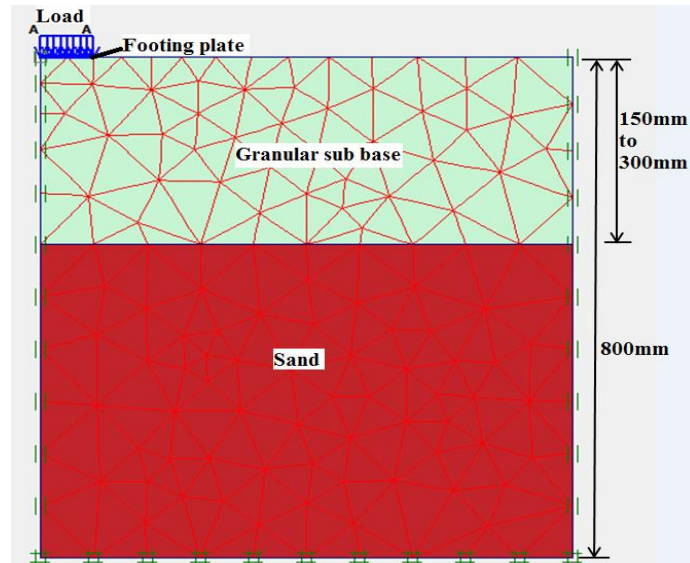 Load
A A
Footing plate
150mm
to
300mm
Granular sub base
800mm
Sand